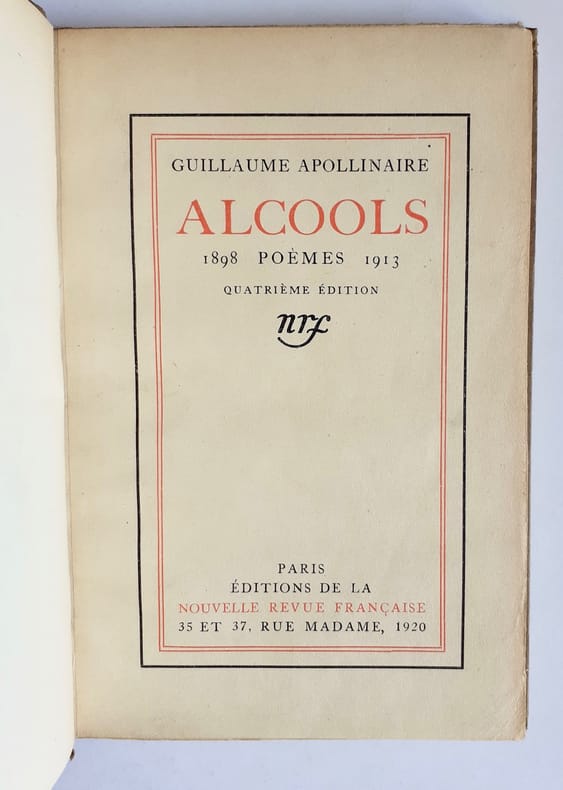 GUILLAUME APOLLINAIRE
ALCOOLS
1898 POÈMES 1913
QUATRIÈME ÉDITION
nrf
PARIS
ÉDITIONS DE LA
NOUVELLE REVUE FRANÇAISE
35 ET 37, RUE MADAME, 1920